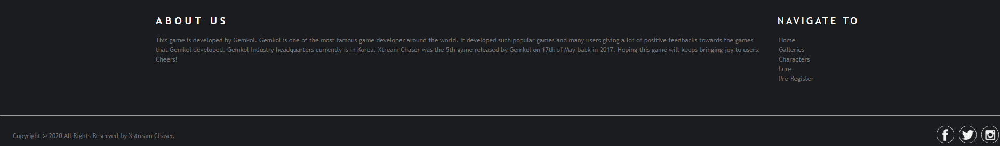 ABOUT US
This game is developed by Gemkol. Gemkol is one of the most famous game developer around the world. It developed such popular games and many users giving a lot of positive feedbacks towards the games
that Gemkol developed. Gemkol Industry headquarters currently is in Korea. Xtream Chaser was the 5th game released by Gemkol on 17th of May back in 2017. Hoping this game will keeps bringing joy to users.
Cheers!
NAVIGATE TO
Home
Galleries
Characters
Lore
Pre-Register
Copyright © 2020 All Rights Reserved by Xstream Chaser.